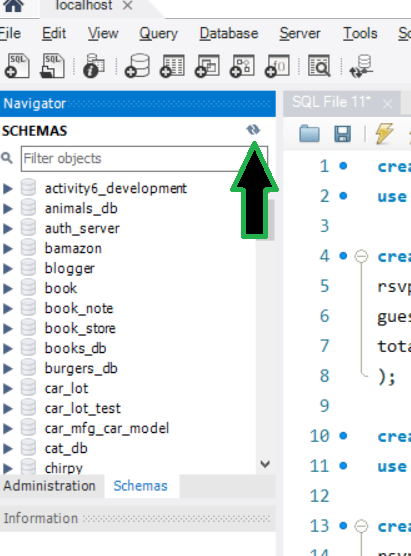 localhost
File Edit View Query Database Server Tools
SQL SQL
Navigator
SCHEMAS
Filter objects
activity6_development
animals_db
auth_server
bamazon
blogger
book
book_note
book_store
books_db
burgers_db
car_lot
car_lot_test
car_mfg_car_model
cat_db
chirpy
Administration Schemas
Information
SQL File 11*
1 crea
2 use
3
4 crea
5 rsvp
6 gues
7 tota
8 );
9
10 crea
11 use
12
13 crea
14